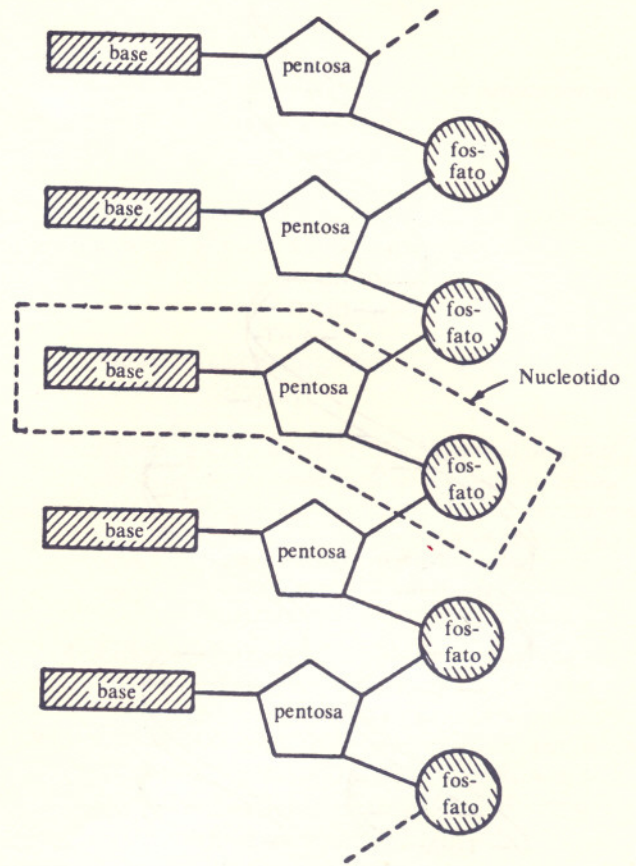 base
pentosa
fos-
fato
base
pentosa
fos-
fato
base
pentosa
Nucleotido
fos-
fato
base
pentosa
fos-
fato
base
pentosa
fos-
fato